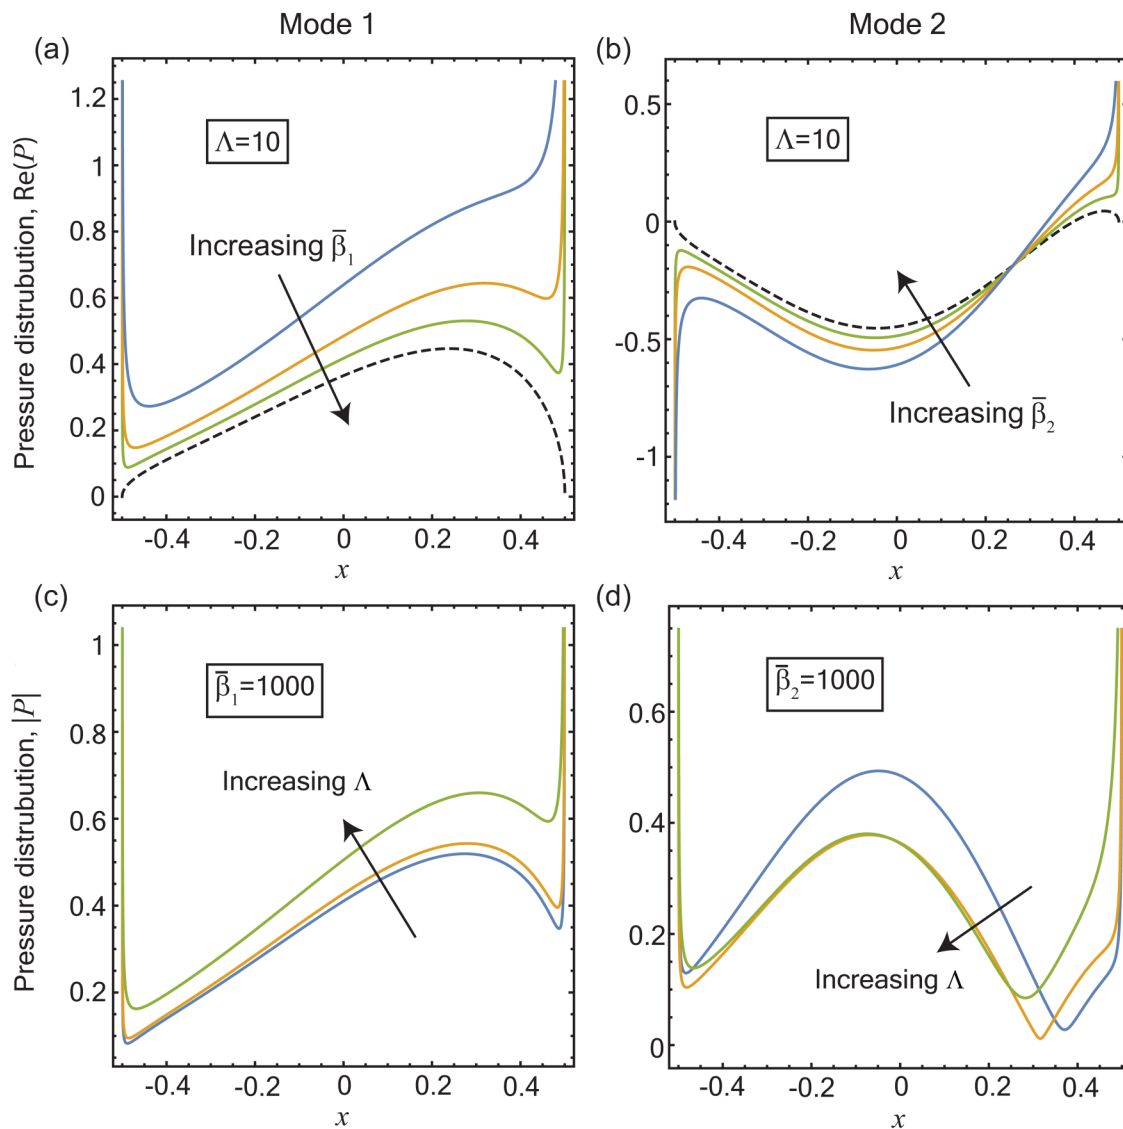 Mode 1
Mode 2
(a)
(b)
Pressure distrubution, Re(P)
1.2
1
0.8
0.6
0.4
0.2
0
Λ=10
Increasing β̅₁
-0.4
-0.2
0
0.2
0.4
x
0.5
0
-0.5
-1
Λ=10
Increasing β̅₂
-0.4
-0.2
0
0.2
0.4
x
(c)
(d)
Pressure distrubution, |P|
1
0.8
0.6
0.4
0.2
β̅₁=1000
Increasing Λ
-0.4
-0.2
0
0.2
0.4
x
0.6
0.4
0.2
0
β̅₂=1000
Increasing Λ
-0.4
-0.2
0
0.2
0.4
x